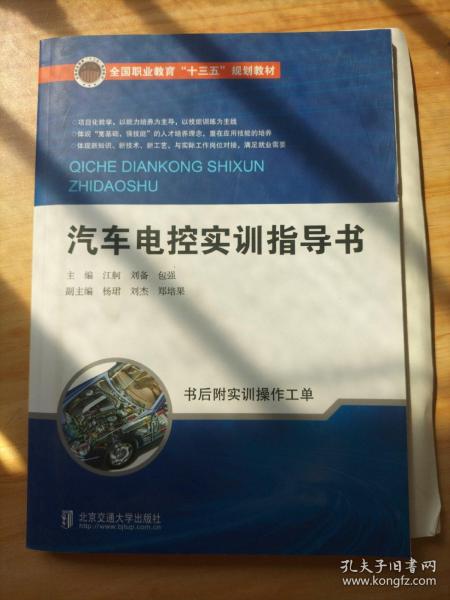 全国职业教育“十三五”规划教材
◇项目化教学，以能力培养为主导，以技能训练为主线
◇体现“宽基础，强技能”的人才培养理念，重在应用技能的培养
◇体现新知识、新技术、新工艺，与实际工作岗位对接，满足就业需要
QICHE DIANKONG SHIXUN
ZHIDAOSHU
汽车电控实训指导书
主 编 江舸 刘备 包强
副主编 杨珺 刘杰 郑培果
书后附实训操作工单
北京交通大学出版社
http://www.bjtup.com.cn
孔夫子旧书网
www.kongfz.com